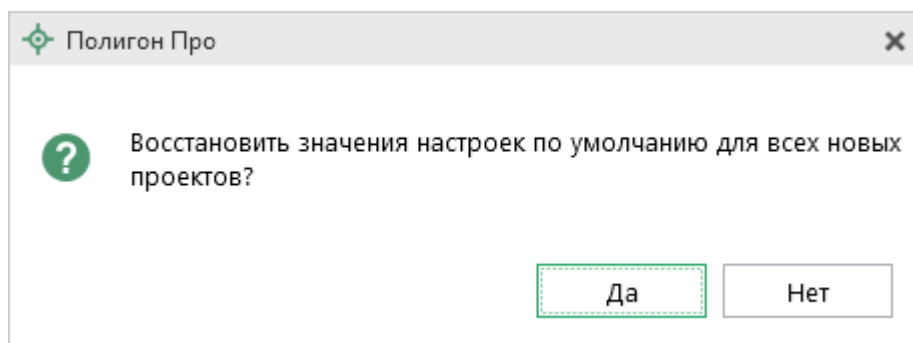 Полигон Про
Восстановить значения настроек по умолчанию для всех новых
проектов?
Да
Нет